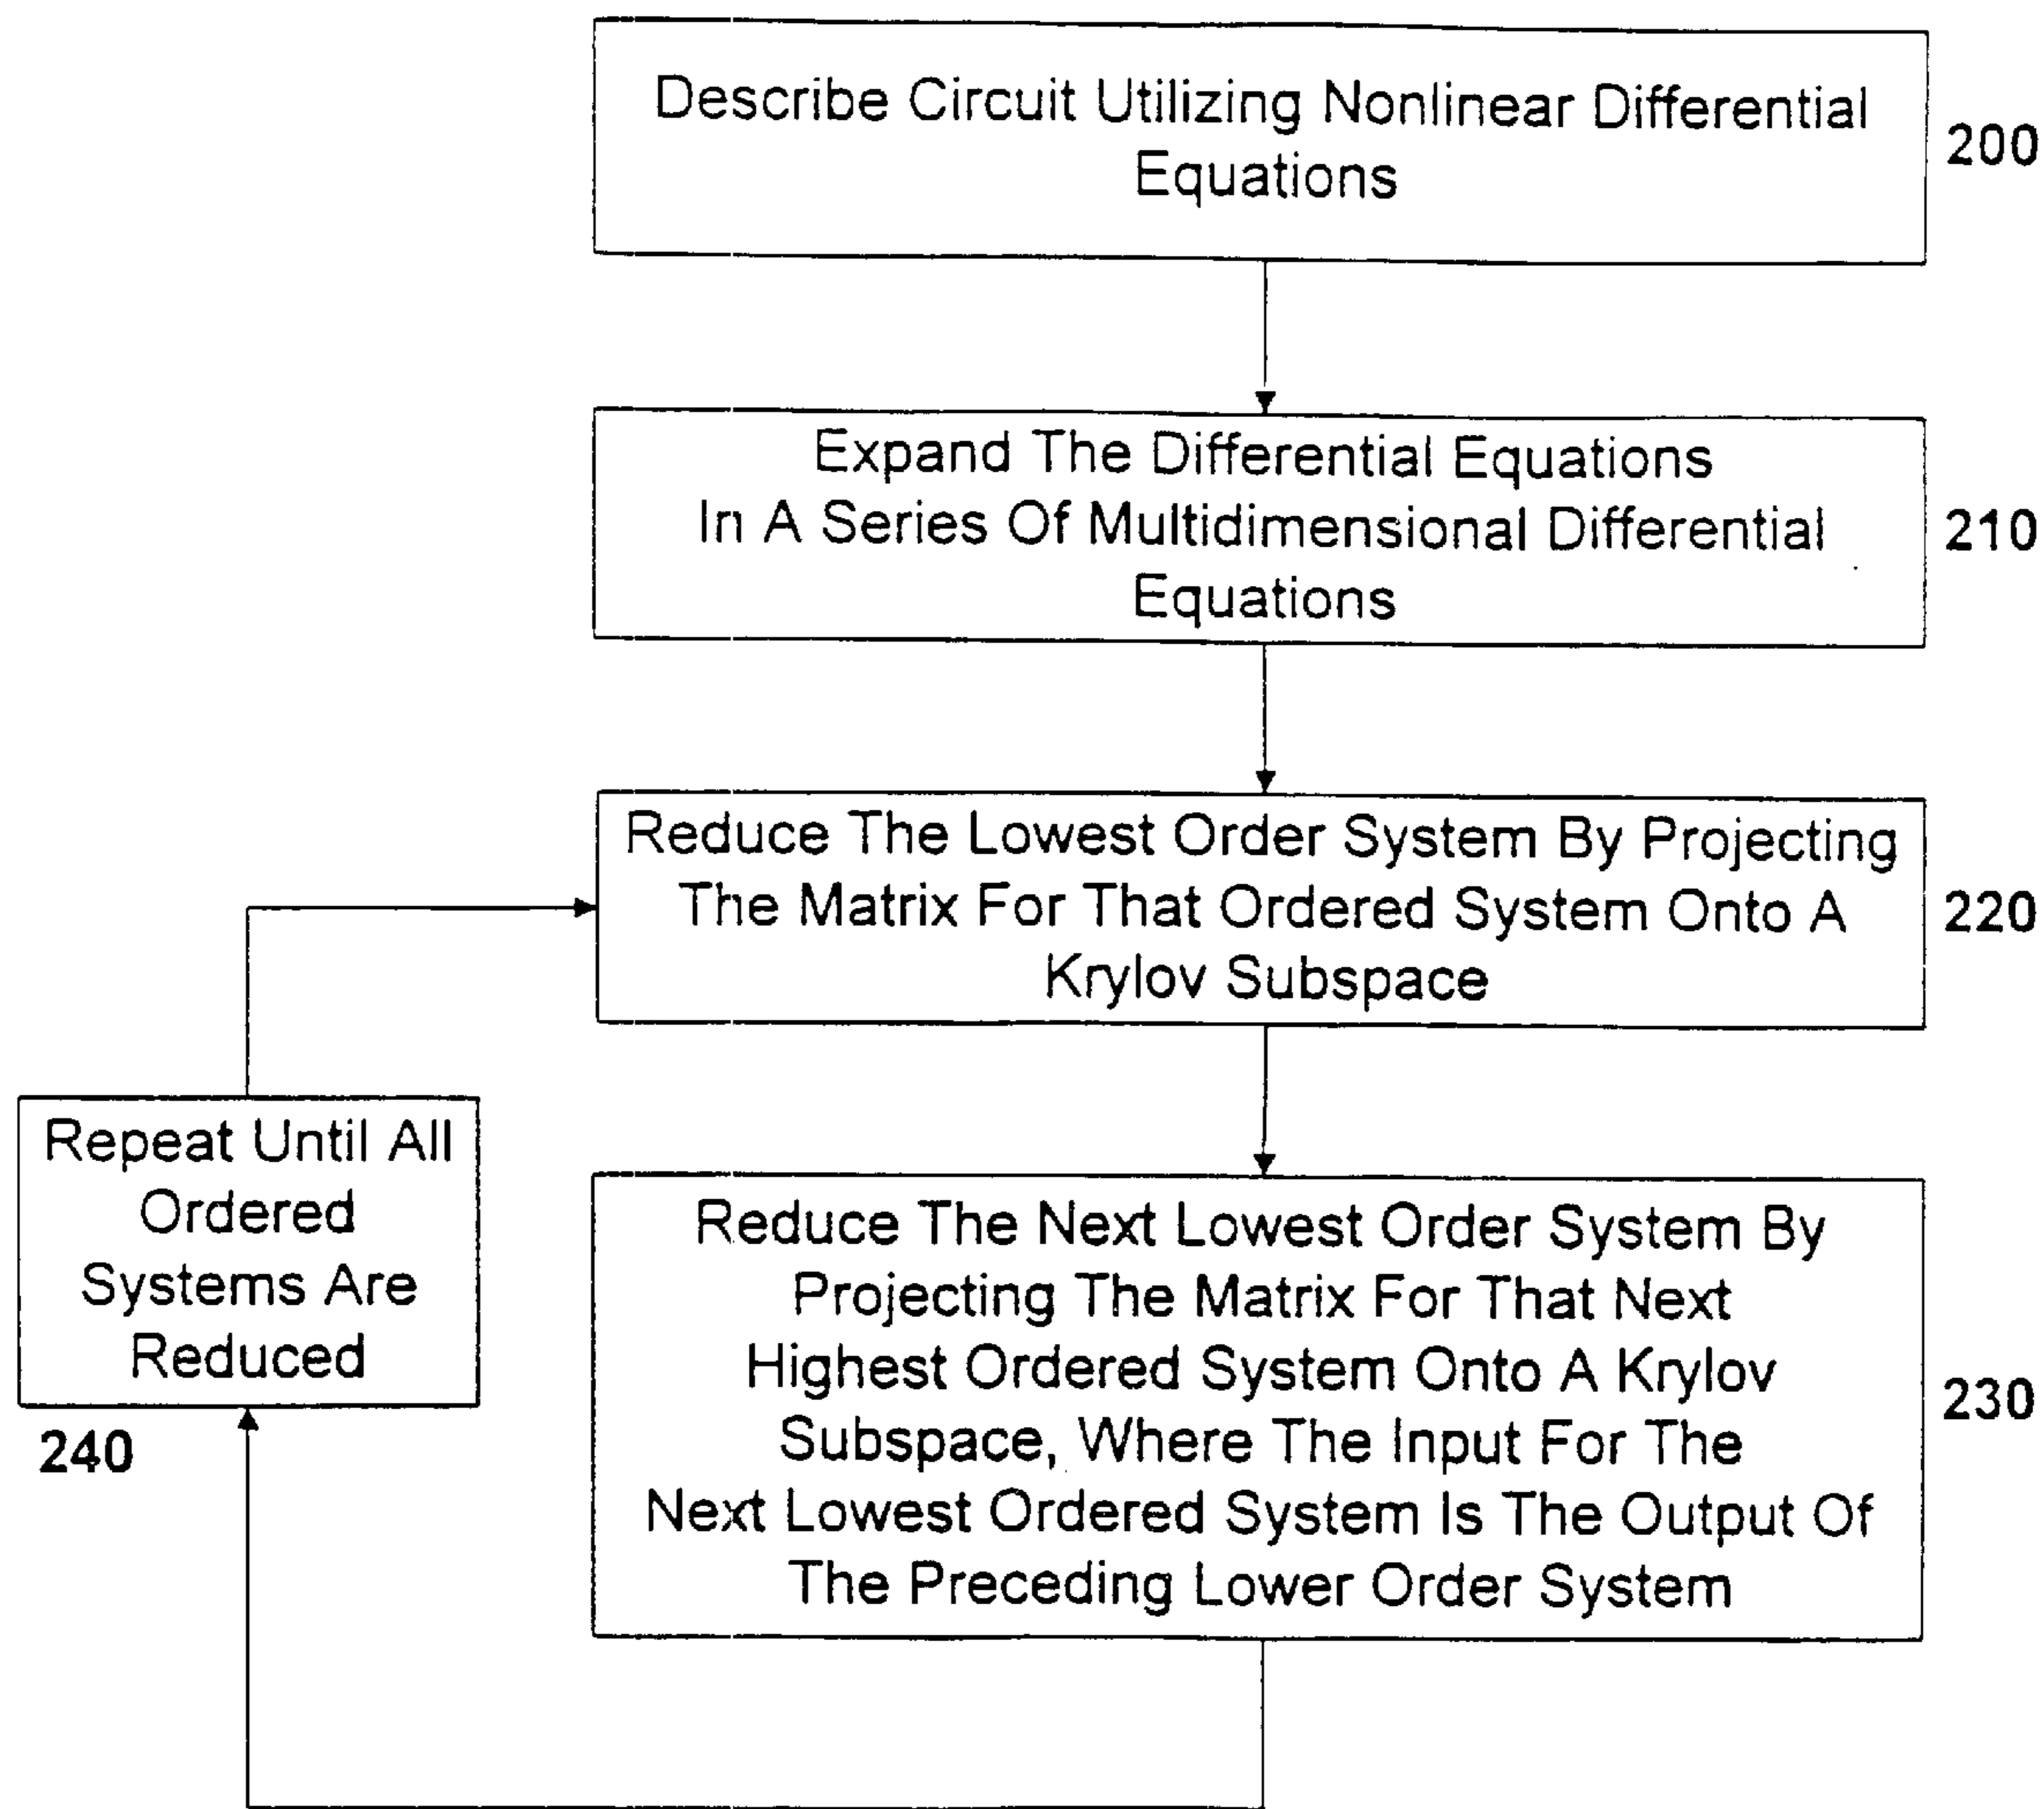 Describe Circuit Utilizing Nonlinear Differential
Equations
200
Expand The Differential Equations
In A Series Of Multidimensional Differential
Equations
210
Reduce The Lowest Order System By Projecting
The Matrix For That Ordered System Onto A
Krylov Subspace
220
Reduce The Next Lowest Order System By
Projecting The Matrix For That Next
Highest Ordered System Onto A Krylov
Subspace, Where The Input For The
Next Lowest Ordered System Is The Output Of
The Preceding Lower Order System
230
Repeat Until All
Ordered
Systems Are
Reduced
240